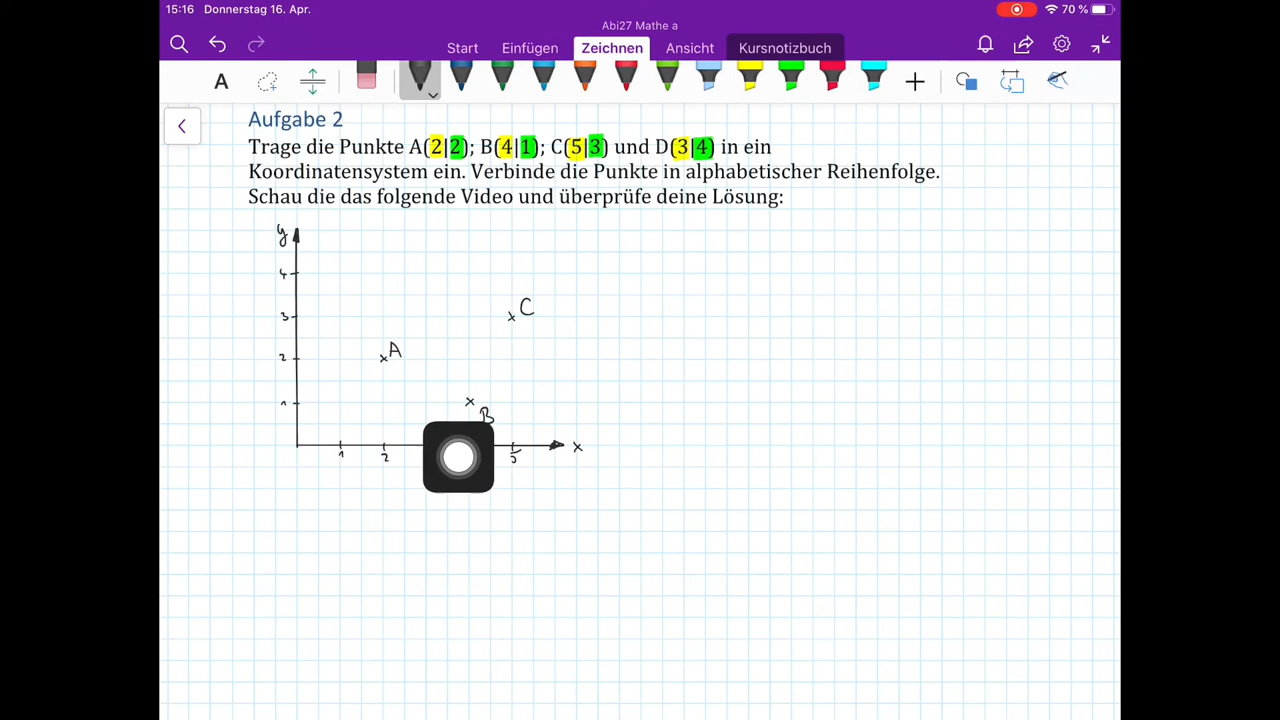 15:16 Donnerstag 16. Apr.
70 %
Abi27 Mathe a
Start Einfügen Zeichnen Ansicht Kursnotizbuch
A
Aufgabe 2
Trage die Punkte A(2|2); B(4|1); C(5|3) und D(3|4) in ein
Koordinatensystem ein. Verbinde die Punkte in alphabetischer Reihenfolge.
Schau die das folgende Video und überprüfe deine Lösung:
y
4
3
C
2
A
1
B
1 2 5 x